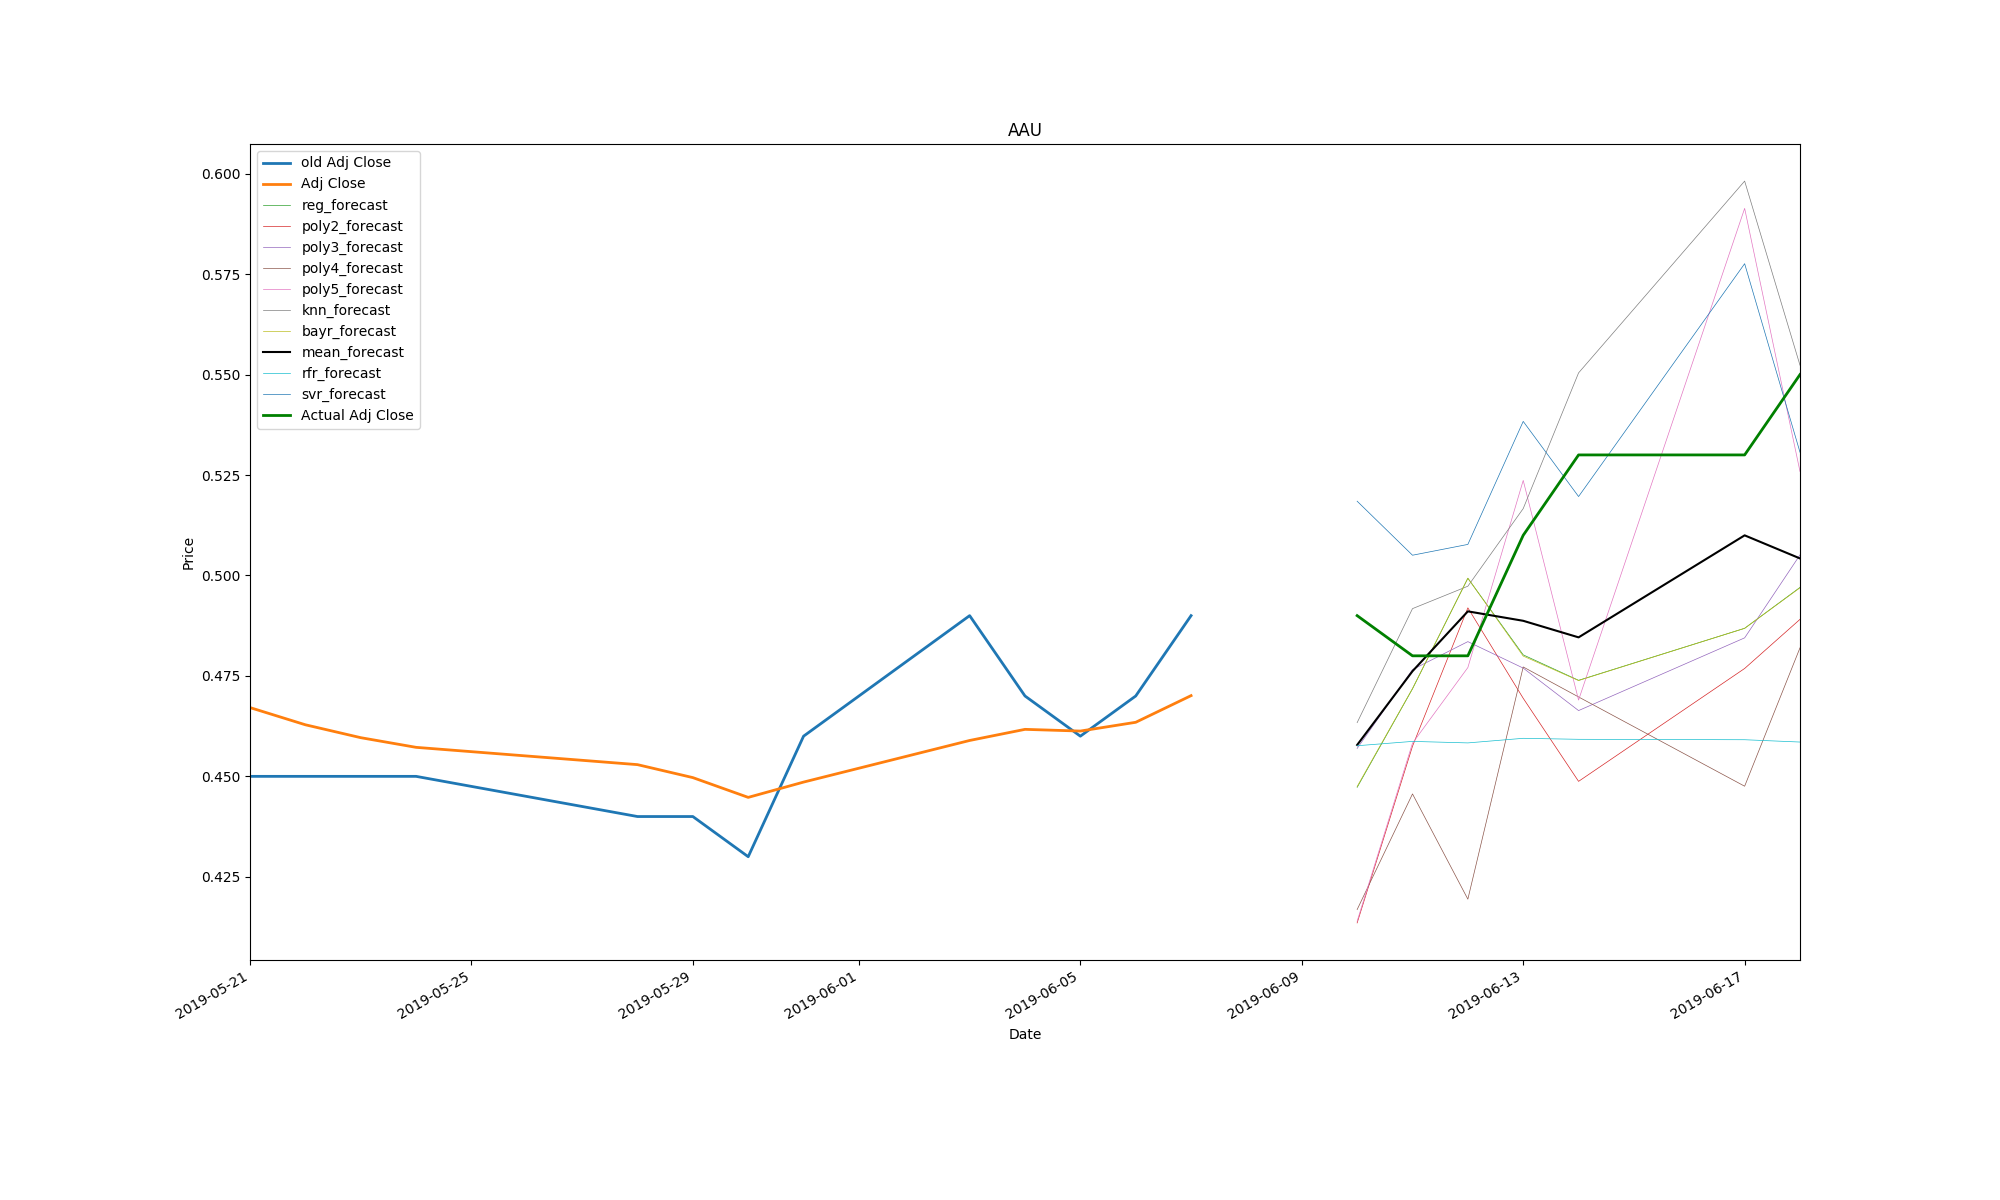 AAU
old Adj Close
Adj Close
reg_forecast
poly2_forecast
poly3_forecast
poly4_forecast
poly5_forecast
knn_forecast
bayr_forecast
mean_forecast
rfr_forecast
svr_forecast
Actual Adj Close
0.600
0.575
0.550
0.525
0.500
0.475
0.450
0.425
Price
2019-05-21
2019-05-25
2019-05-29
2019-06-01
2019-06-05
2019-06-09
2019-06-13
2019-06-17
Date